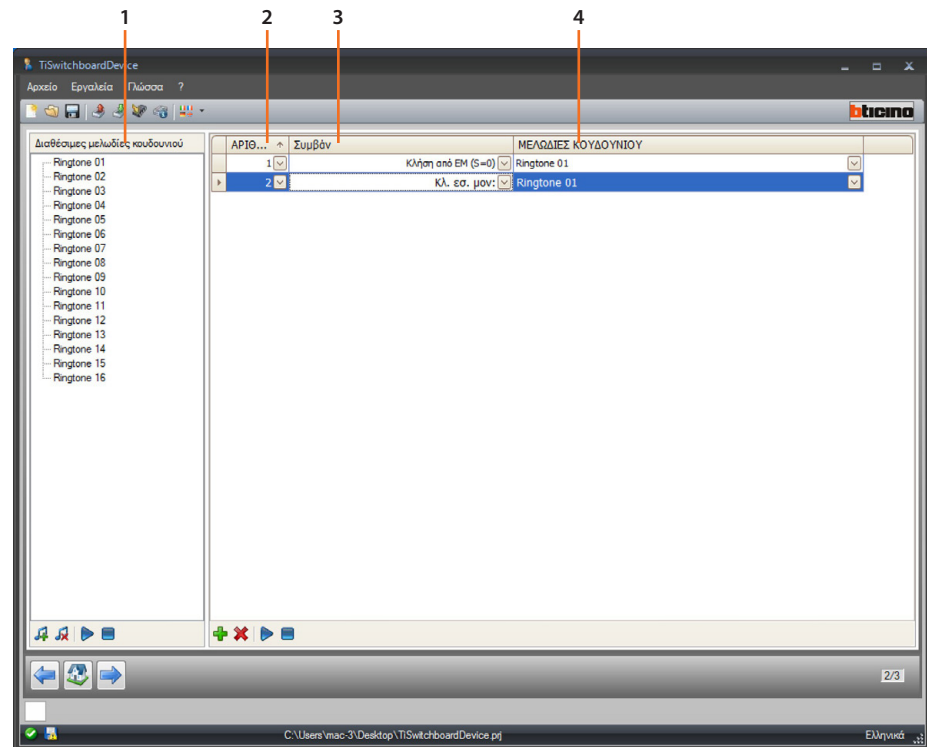 1 2 3 4
TiSwitchboardDevice
Αρχείο Εργαλεία Γλώσσα ?
bticino
Διαθέσιμες μελωδίες κουδουνιού
Ringtone 01
Ringtone 02
Ringtone 03
Ringtone 04
Ringtone 05
Ringtone 06
Ringtone 07
Ringtone 08
Ringtone 09
Ringtone 10
Ringtone 11
Ringtone 12
Ringtone 13
Ringtone 14
Ringtone 15
Ringtone 16
ΑΡΙΘ... Συμβάν ΜΕΛΩΔΙΕΣ ΚΟΥΔΟΥΝΙΟΥ
1 Κλήση από ΕΜ (S=0) Ringtone 01
2 Κλ. εσ. μον: Ringtone 01
2/3
C:\Users\mac-3\Desktop\TiSwitchboardDevice.prj Ελληνικά